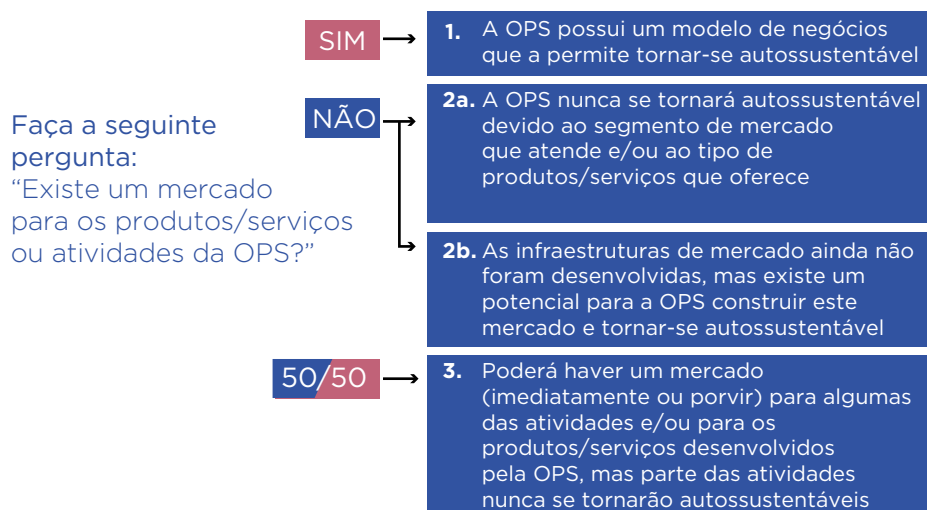 Faça a seguinte
pergunta:
“Existe um mercado
para os produtos/serviços
ou atividades da OPS?”
SIM
1. A OPS possui um modelo de negócios
que a permite tornar-se autossustentável
NÃO
2a. A OPS nunca se tornará autossustentável
devido ao segmento de mercado
que atende e/ou ao tipo de
produtos/serviços que oferece
2b. As infraestruturas de mercado ainda não
foram desenvolvidas, mas existe um
potencial para a OPS construir este
mercado e tornar-se autossustentável
50/50
3. Poderá haver um mercado
(imediatamente ou porvir) para algumas
das atividades e/ou para os
produtos/serviços desenvolvidos
pela OPS, mas parte das atividades
nunca se tornarão autossustentáveis